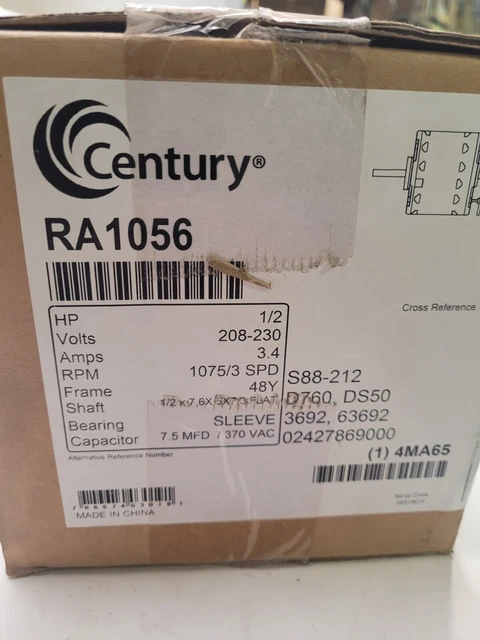 Century®
RA1056
HP 1/2
Volts 208-230
Amps 3.4
RPM 1075/3 SPD
Frame 48Y
Shaft 1/2 x 7.6X 5X7.3 FLAT
Bearing SLEEVE
Capacitor 7.5 MFD / 370 VAC
Cross Reference
S88-212
D760, DS50
3692, 63692
02427869000
(1) 4MA65
Alternative Reference Number
MADE IN CHINA